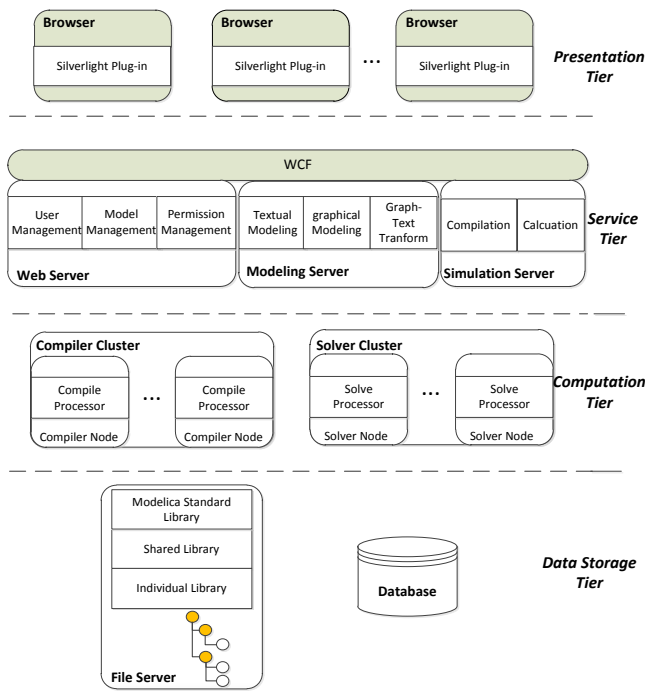 Browser
Browser
Browser
Silverlight Plug-in
Silverlight Plug-in
...
Silverlight Plug-in
Presentation
Tier
WCF
User
Management
Model
Management
Permission
Management
Textual
Modeling
graphical
Modeling
Graph-
Text
Tranform
Compilation
Calcuation
Service
Tier
Web Server
Modeling Server
Simulation Server
Compiler Cluster
Compile
Processor
Compiler Node
...
Compile
Processor
Compiler Node
Solver Cluster
Solve
Processor
Solver Node
...
Solve
Processor
Solver Node
Computation
Tier
Modelica Standard
Library
Shared Library
Individual Library
File Server
Database
Data Storage
Tier